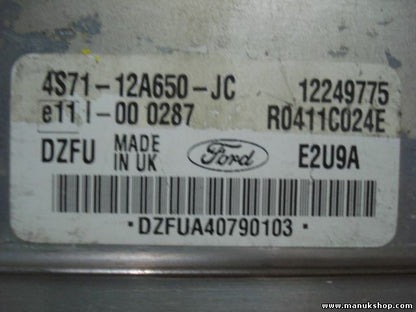 4S71-12A650-JC 12249775
e11 I-00 0287 R0411C024E
DZFU MADE IN UK Ford E2U9A
·DZFUA40790103·
www.manukshop.com